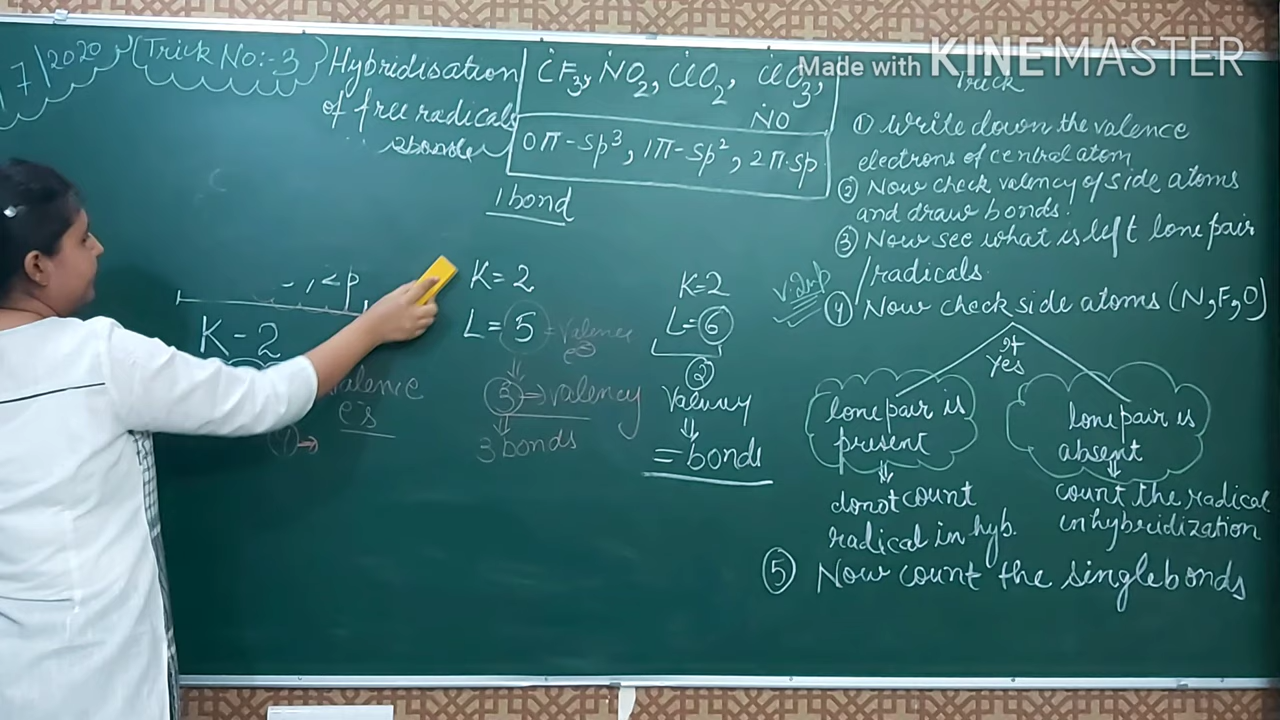 7/2020
(Trick No:-3)
Hybridisation
of free radicals
ĊF3, ṄO2, ĊlO2, ĊlO3,
ṄO
0π-sp³, 1π-sp², 2π-sp
1 bond
K-2
valence
e⁻s
K=2
L=5 = valence
3 => valency
3 bonds
K=2
L=6
2
valency
= bonds
Made with KINEMASTER
Trick
① Write down the valence
electrons of central atom
② Now check valency of side atoms
and draw bonds.
③ Now see what is left lone pair
/radicals.
v.Imp
④ Now check side atoms (N,F,O)
If
Yes
lone pair is
present
donot count
radical in hyb.
lone pair is
absent
count the radical
in hybridization
⑤ Now count the single bonds